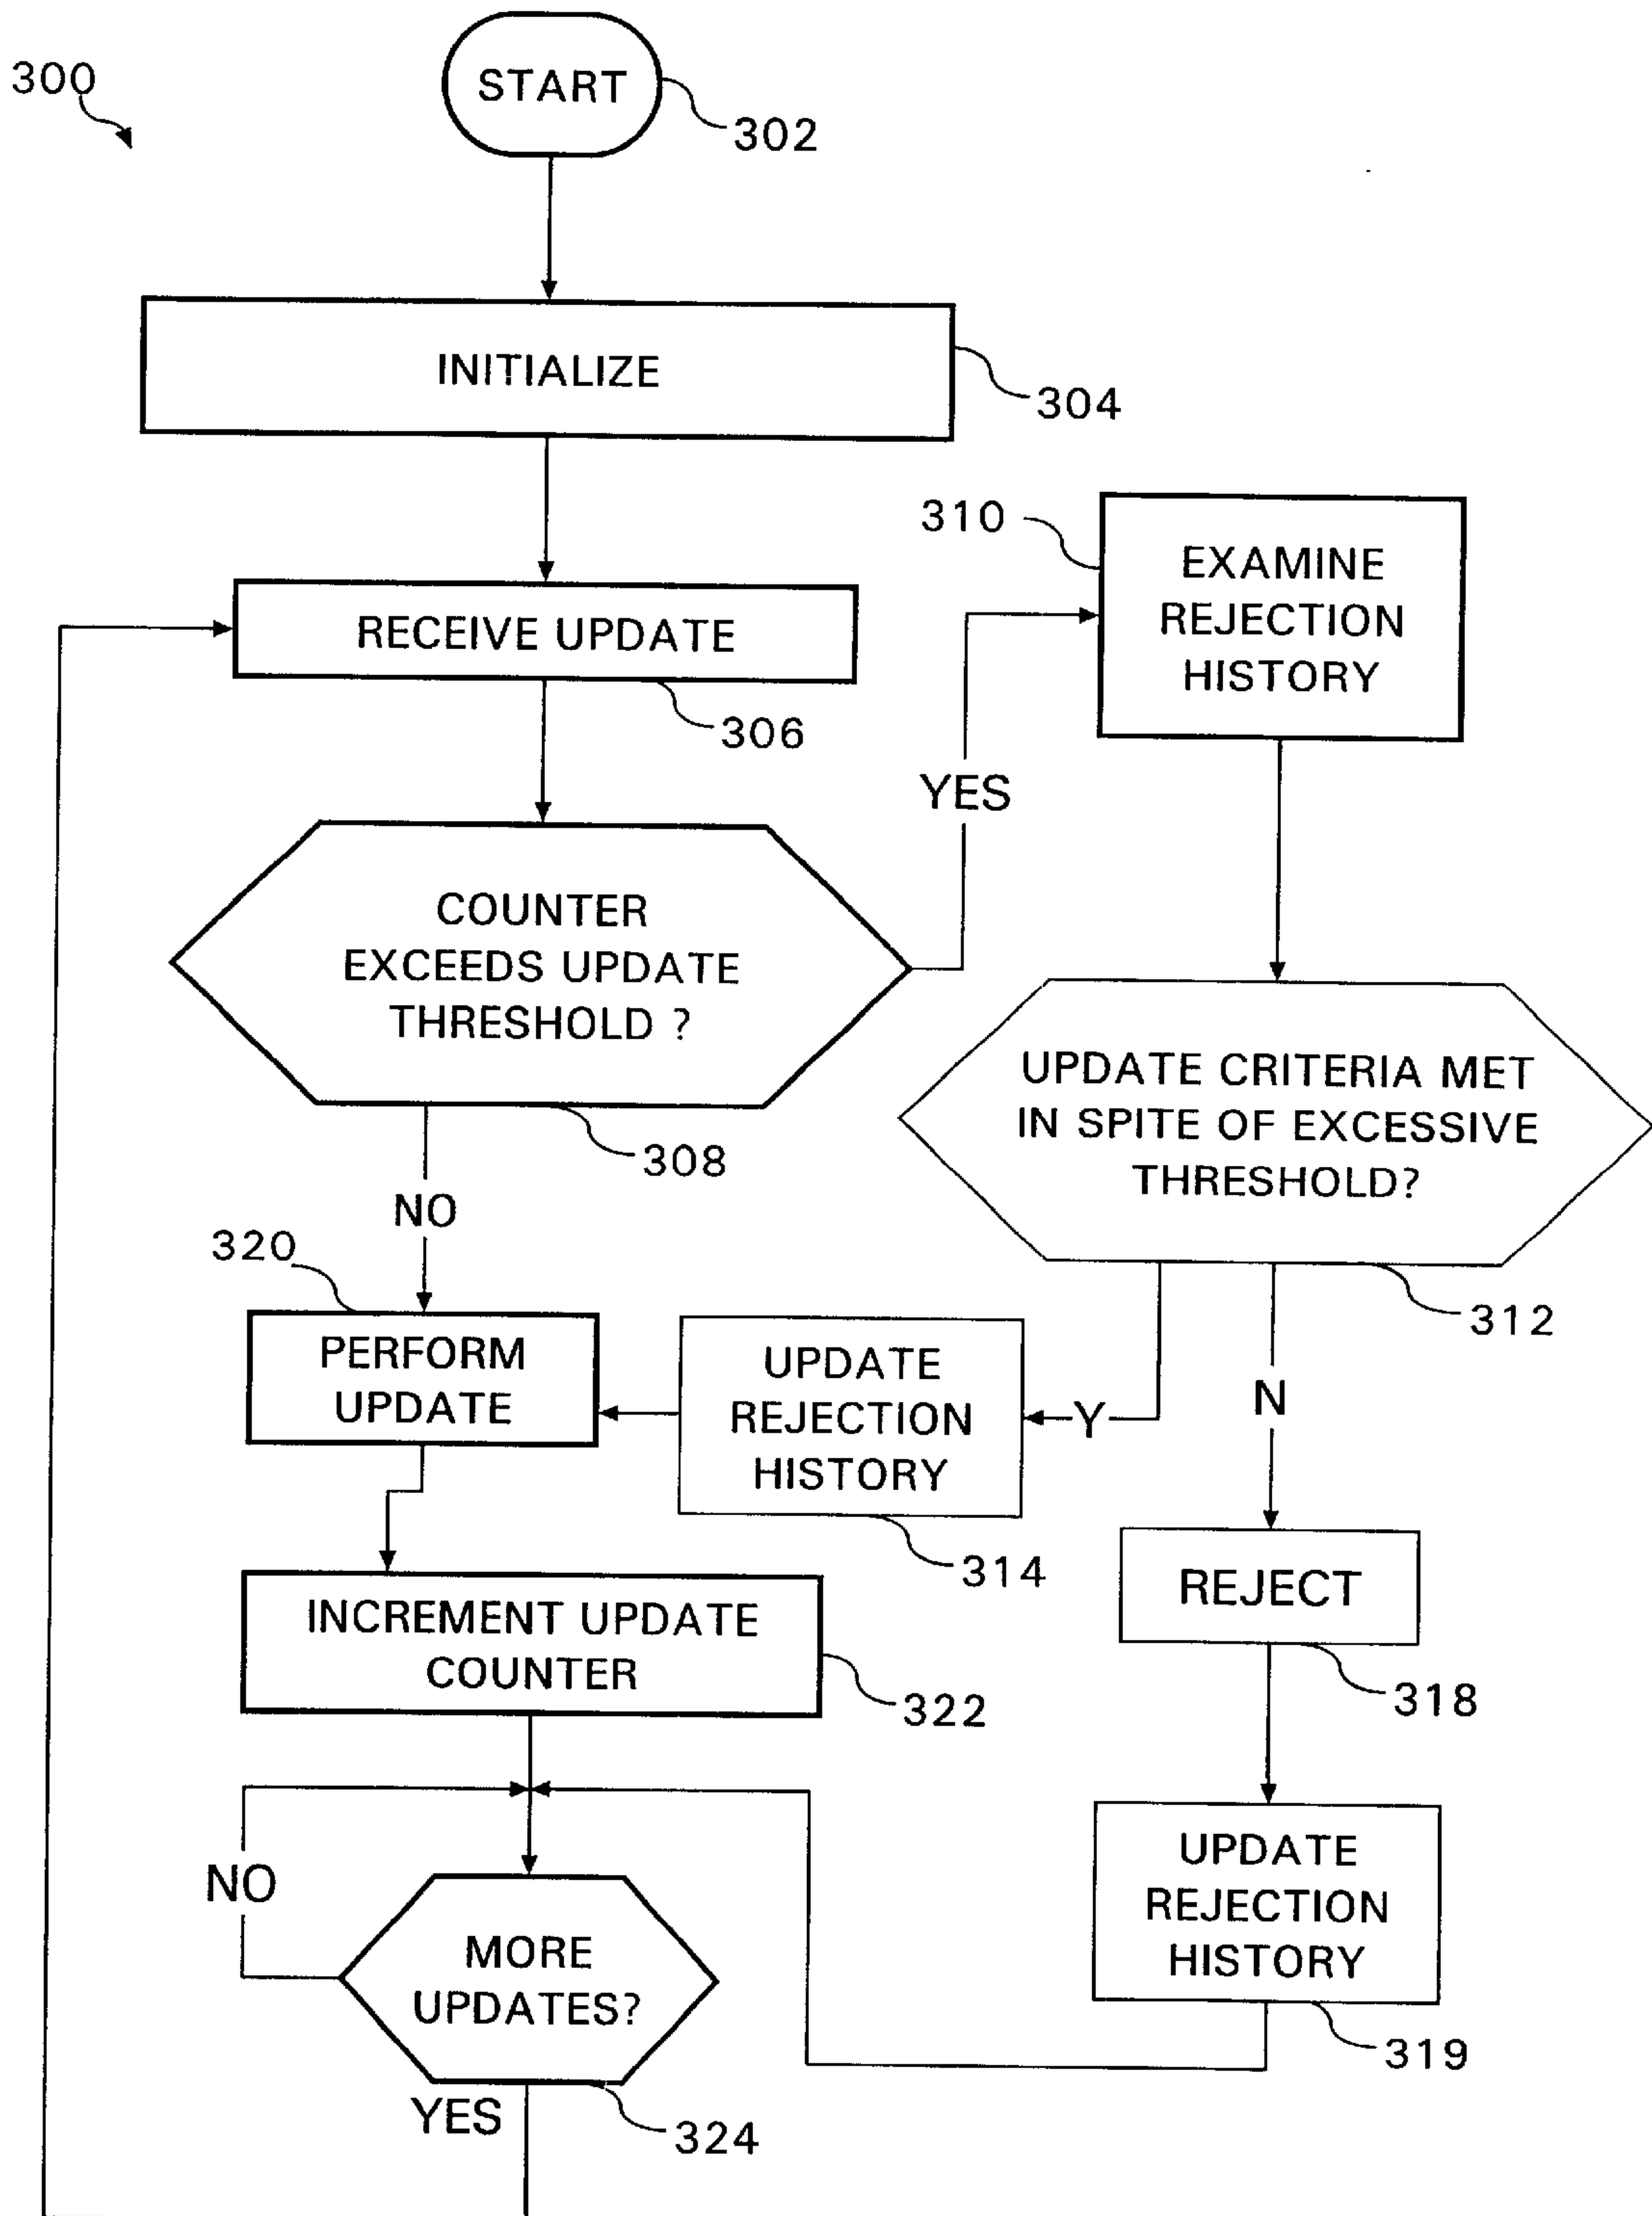 300
START
302
INITIALIZE
304
310
EXAMINE
REJECTION
HISTORY
RECEIVE UPDATE
306
YES
COUNTER
EXCEEDS UPDATE
THRESHOLD ?
308
UPDATE CRITERIA MET
IN SPITE OF EXCESSIVE
THRESHOLD?
312
NO
320
PERFORM
UPDATE
UPDATE
REJECTION
HISTORY
314
Y
N
REJECT
318
INCREMENT UPDATE
COUNTER
322
NO
MORE
UPDATES?
YES
324
UPDATE
REJECTION
HISTORY
319